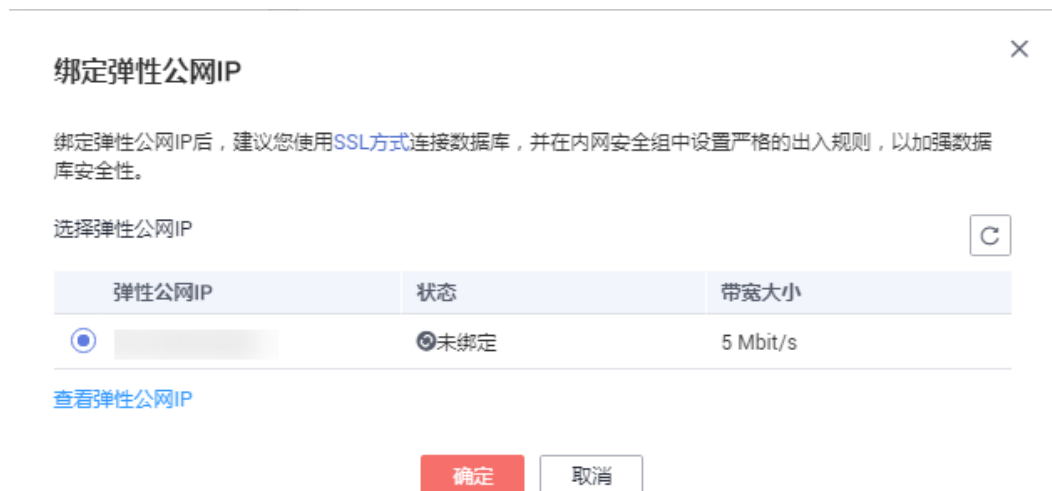 绑定弹性公网IP
绑定弹性公网IP后，建议您使用SSL方式连接数据库，并在内网安全组中设置严格的出入规则，以加强数据
库安全性。
选择弹性公网IP
弹性公网IP 状态 带宽大小
未绑定 5 Mbit/s
查看弹性公网IP
确定 取消